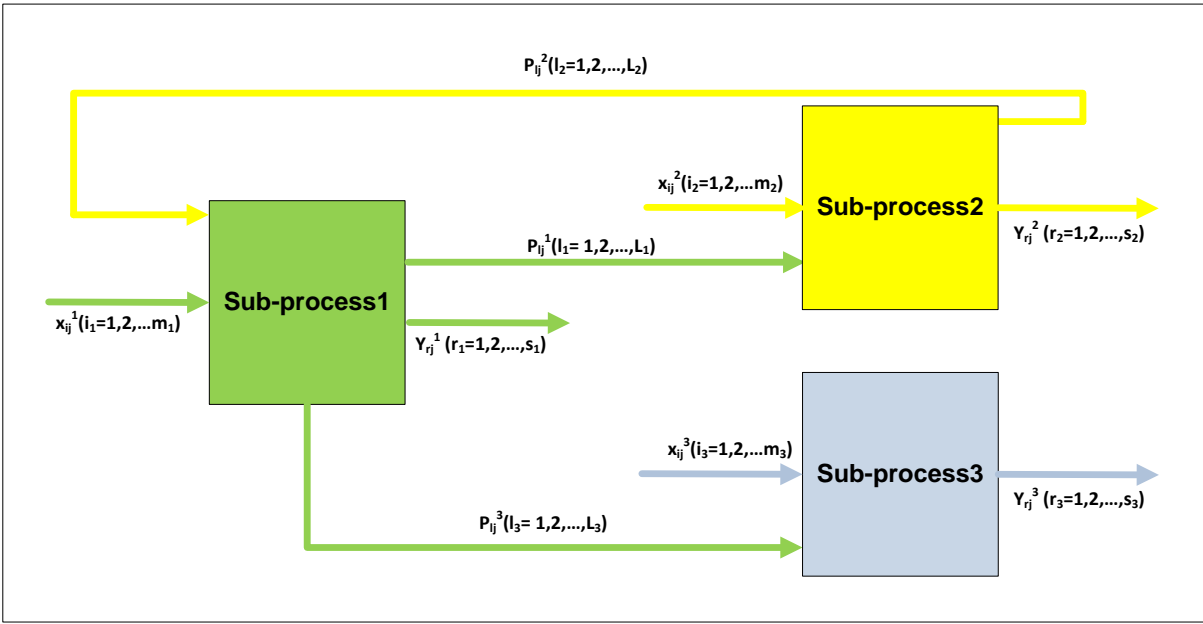 P_lj^2(l_2=1,2,...,L_2)
x_ij^2(i_2=1,2,...m_2)
Sub-process2
Y_rj^2 (r_2=1,2,...,s_2)
P_lj^1(l_1= 1,2,...,L_1)
Sub-process1
x_ij^1(i_1=1,2,...m_1)
Y_rj^1 (r_1=1,2,...,s_1)
x_ij^3(i_3=1,2,...m_3)
Sub-process3
Y_rj^3 (r_3=1,2,...,s_3)
P_lj^3(l_3= 1,2,...,L_3)